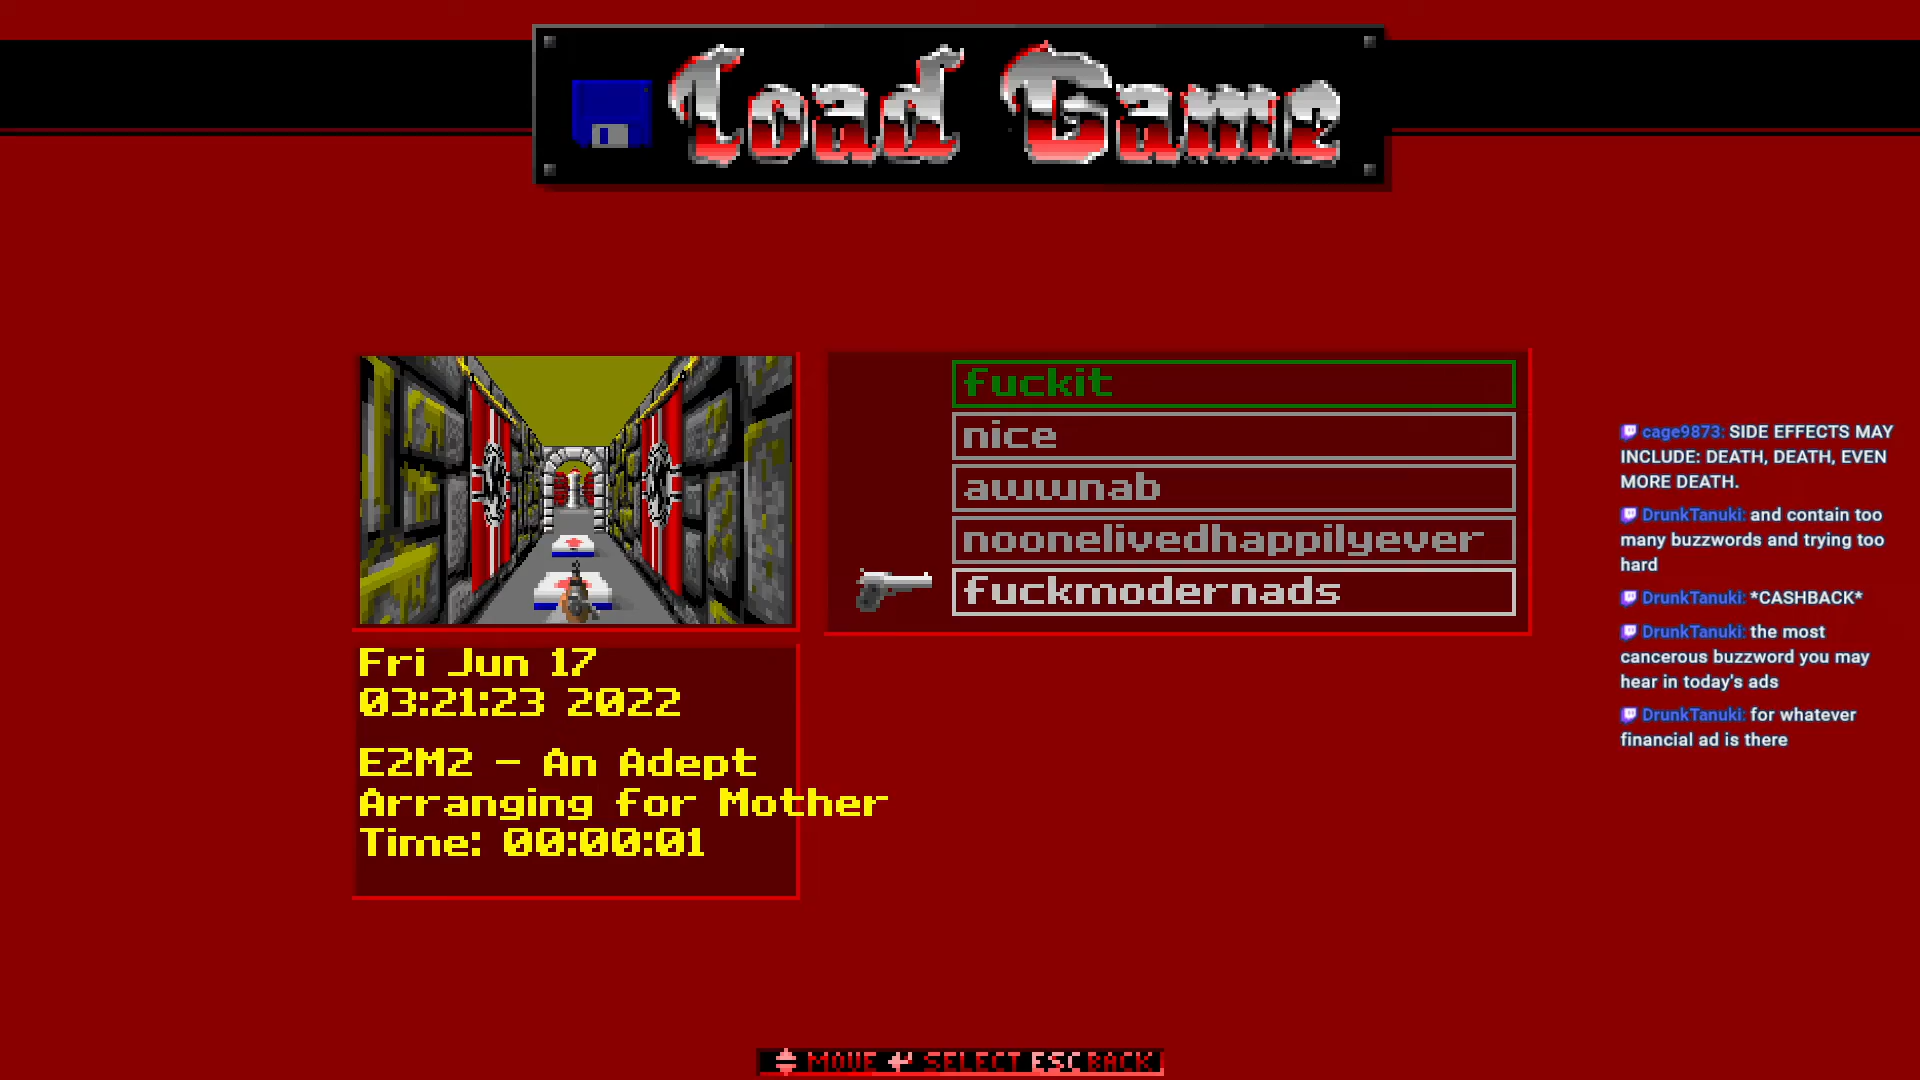 Load Game
fuckit
nice
awwnab
noonelivedhappilyever
fuckmodernads
Fri Jun 17
03:21:23 2022
E2M2 - An Adept
Arranging for Mother
Time: 00:00:01
cage9873: SIDE EFFECTS MAY
INCLUDE: DEATH, DEATH, EVEN
MORE DEATH.
DrunkTanuki: and contain too
many buzzwords and trying too
hard
DrunkTanuki: *CASHBACK*
DrunkTanuki: the most
cancerous buzzword you may
hear in today's ads
DrunkTanuki: for whatever
financial ad is there
MOVE SELECT ESC BACK